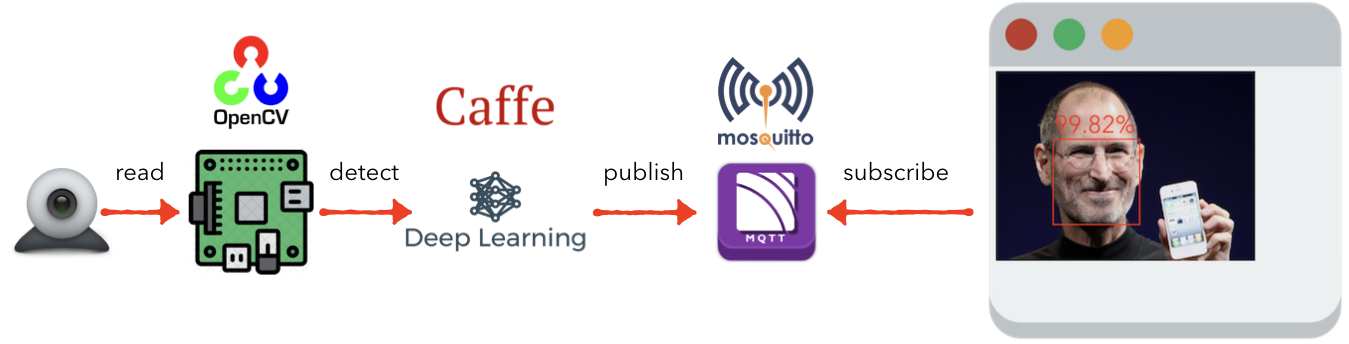 OpenCV
Caffe
mosquitto
read
detect
publish
subscribe
Deep Learning
MQTT
99.82%